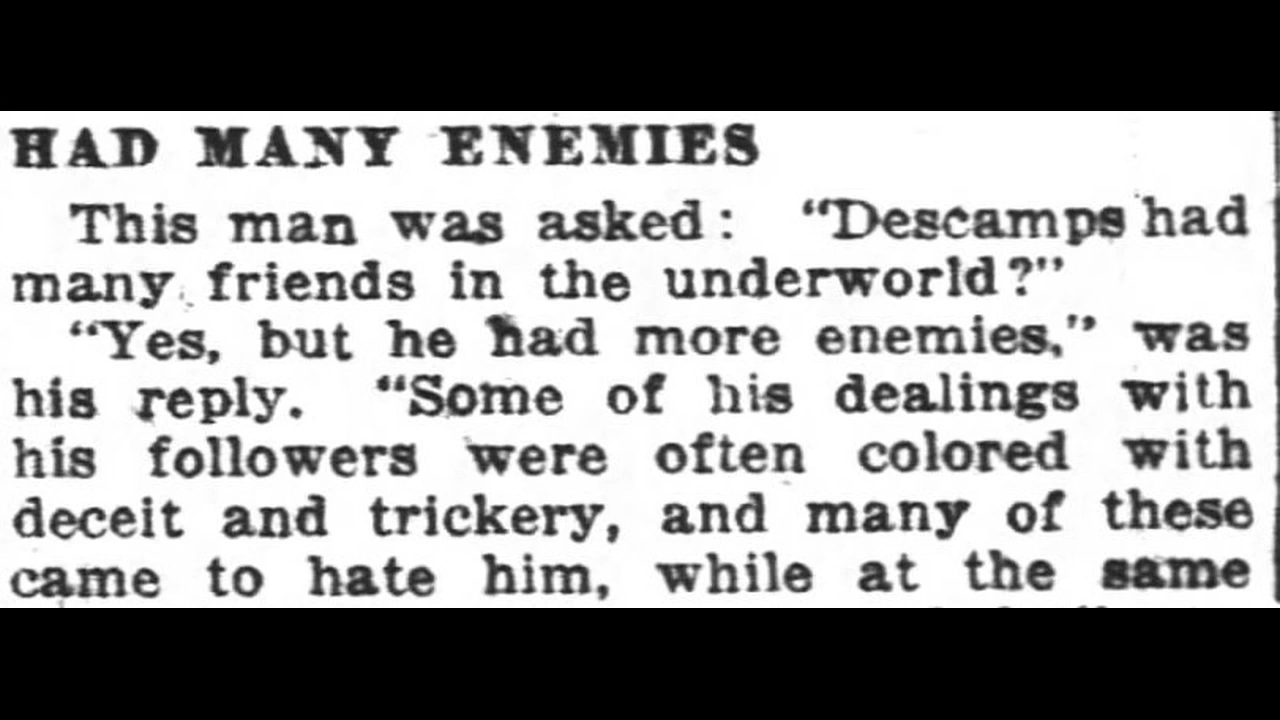 HAD MANY ENEMIES
This man was asked: "Descamps had
many friends in the underworld?"
"Yes, but he had more enemies," was
his reply. "Some of his dealings with
his followers were often colored with
deceit and trickery, and many of these
came to hate him, while at the same